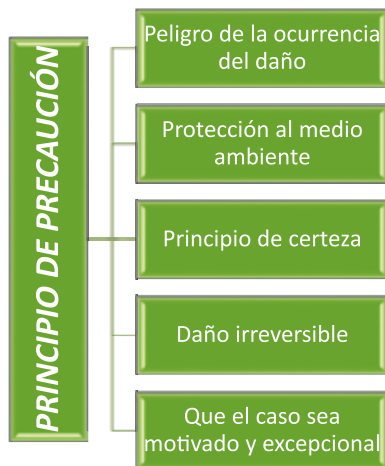 PRINCIPIO DE PRECAUCIÓN
Peligro de la ocurrencia
del daño
Protección al medio
ambiente
Principio de certeza
Daño irreversible
Que el caso sea
motivado y excepcional